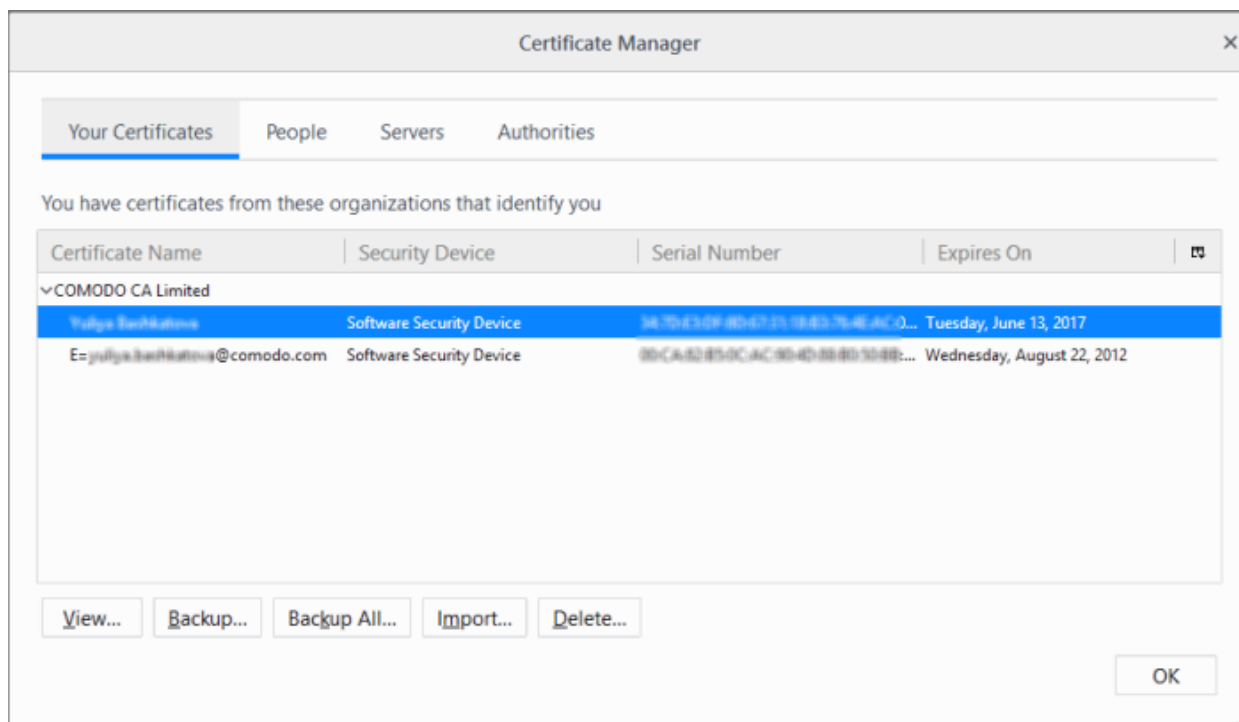 Certificate Manager
Your Certificates People Servers Authorities
You have certificates from these organizations that identify you
Certificate Name Security Device Serial Number Expires On
COMODO CA Limited
Software Security Device Tuesday, June 13, 2017
E= @comodo.com Software Security Device Wednesday, August 22, 2012
View... Backup... Backup All... Import... Delete...
OK